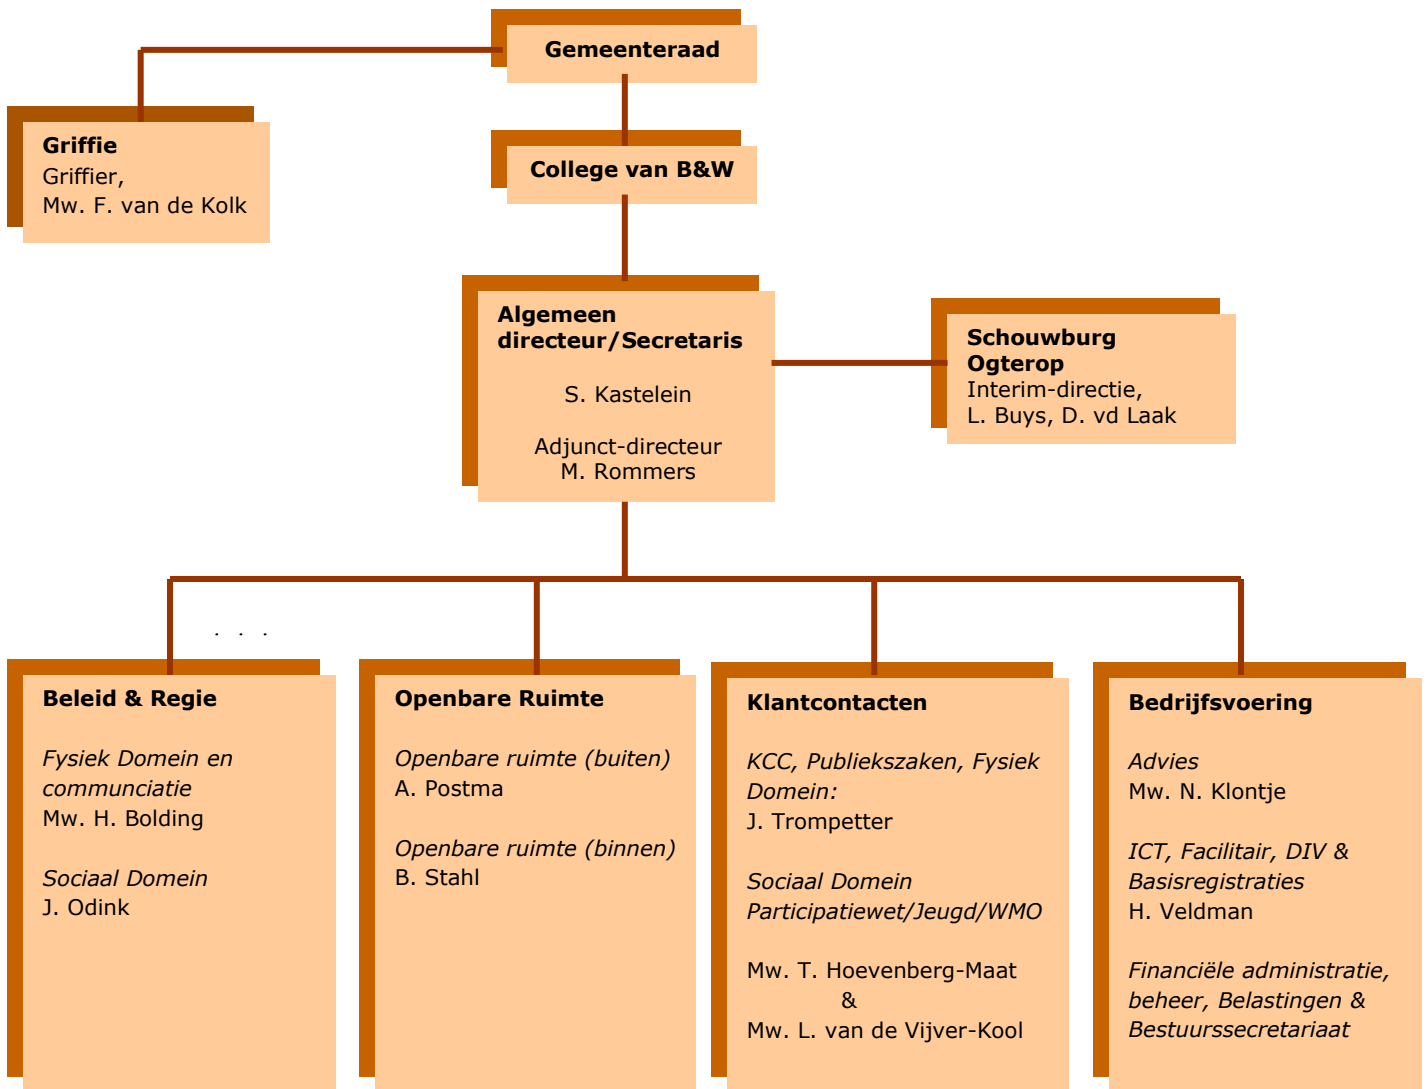 Gemeenteraad
Griffie
Griffier,
Mw. F. van de Kolk
College van B&W
Algemeen
directeur/Secretaris
S. Kastelein
Adjunct-directeur
M. Rommers
Schouwburg
Ogterop
Interim-directie,
L. Buys, D. vd Laak
. . .
Beleid & Regie
Fysiek Domein en
communciatie
Mw. H. Bolding
Sociaal Domein
J. Odink
Openbare Ruimte
Openbare ruimte (buiten)
A. Postma
Openbare ruimte (binnen)
B. Stahl
Klantcontacten
KCC, Publiekszaken, Fysiek
Domein:
J. Trompetter
Sociaal Domein
Participatiewet/Jeugd/WMO
Mw. T. Hoevenberg-Maat
&
Mw. L. van de Vijver-Kool
Bedrijfsvoering
Advies
Mw. N. Klontje
ICT, Facilitair, DIV &
Basisregistraties
H. Veldman
Financiële administratie,
beheer, Belastingen &
Bestuurssecretariaat